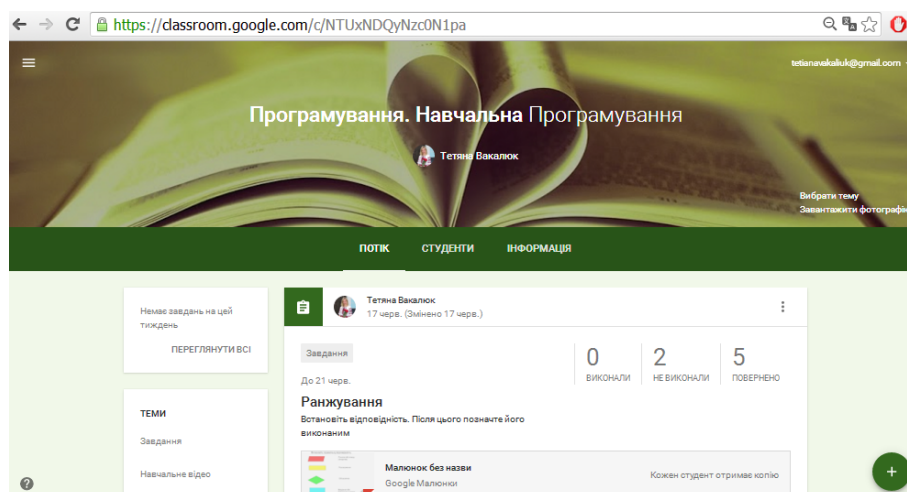 https://classroom.google.com/c/NTUxNDQyNzc0N1pa
tetianavakaliuk@gmail.com
Програмування. Навчальна Програмування
Тетяна Вакалюк
Вибрати тему
Завантажити фотографію
ПОТІК СТУДЕНТИ ІНФОРМАЦІЯ
Немає завдань на цей
тиждень
ПЕРЕГЛЯНУТИ ВСІ
ТЕМИ
Завдання
Навчальне відео
Тетяна Вакалюк
17 черв. (Змінено 17 черв.)
Завдання
До 21 черв.
0
ВИКОНАЛИ
2
НЕ ВИКОНАЛИ
5
ПОВЕРНЕНО
Ранжування
Встановіть відповідність. Після цього позначте його
виконаним
Малюнок без назви
Google Малюнки
Кожен студент отримає копію